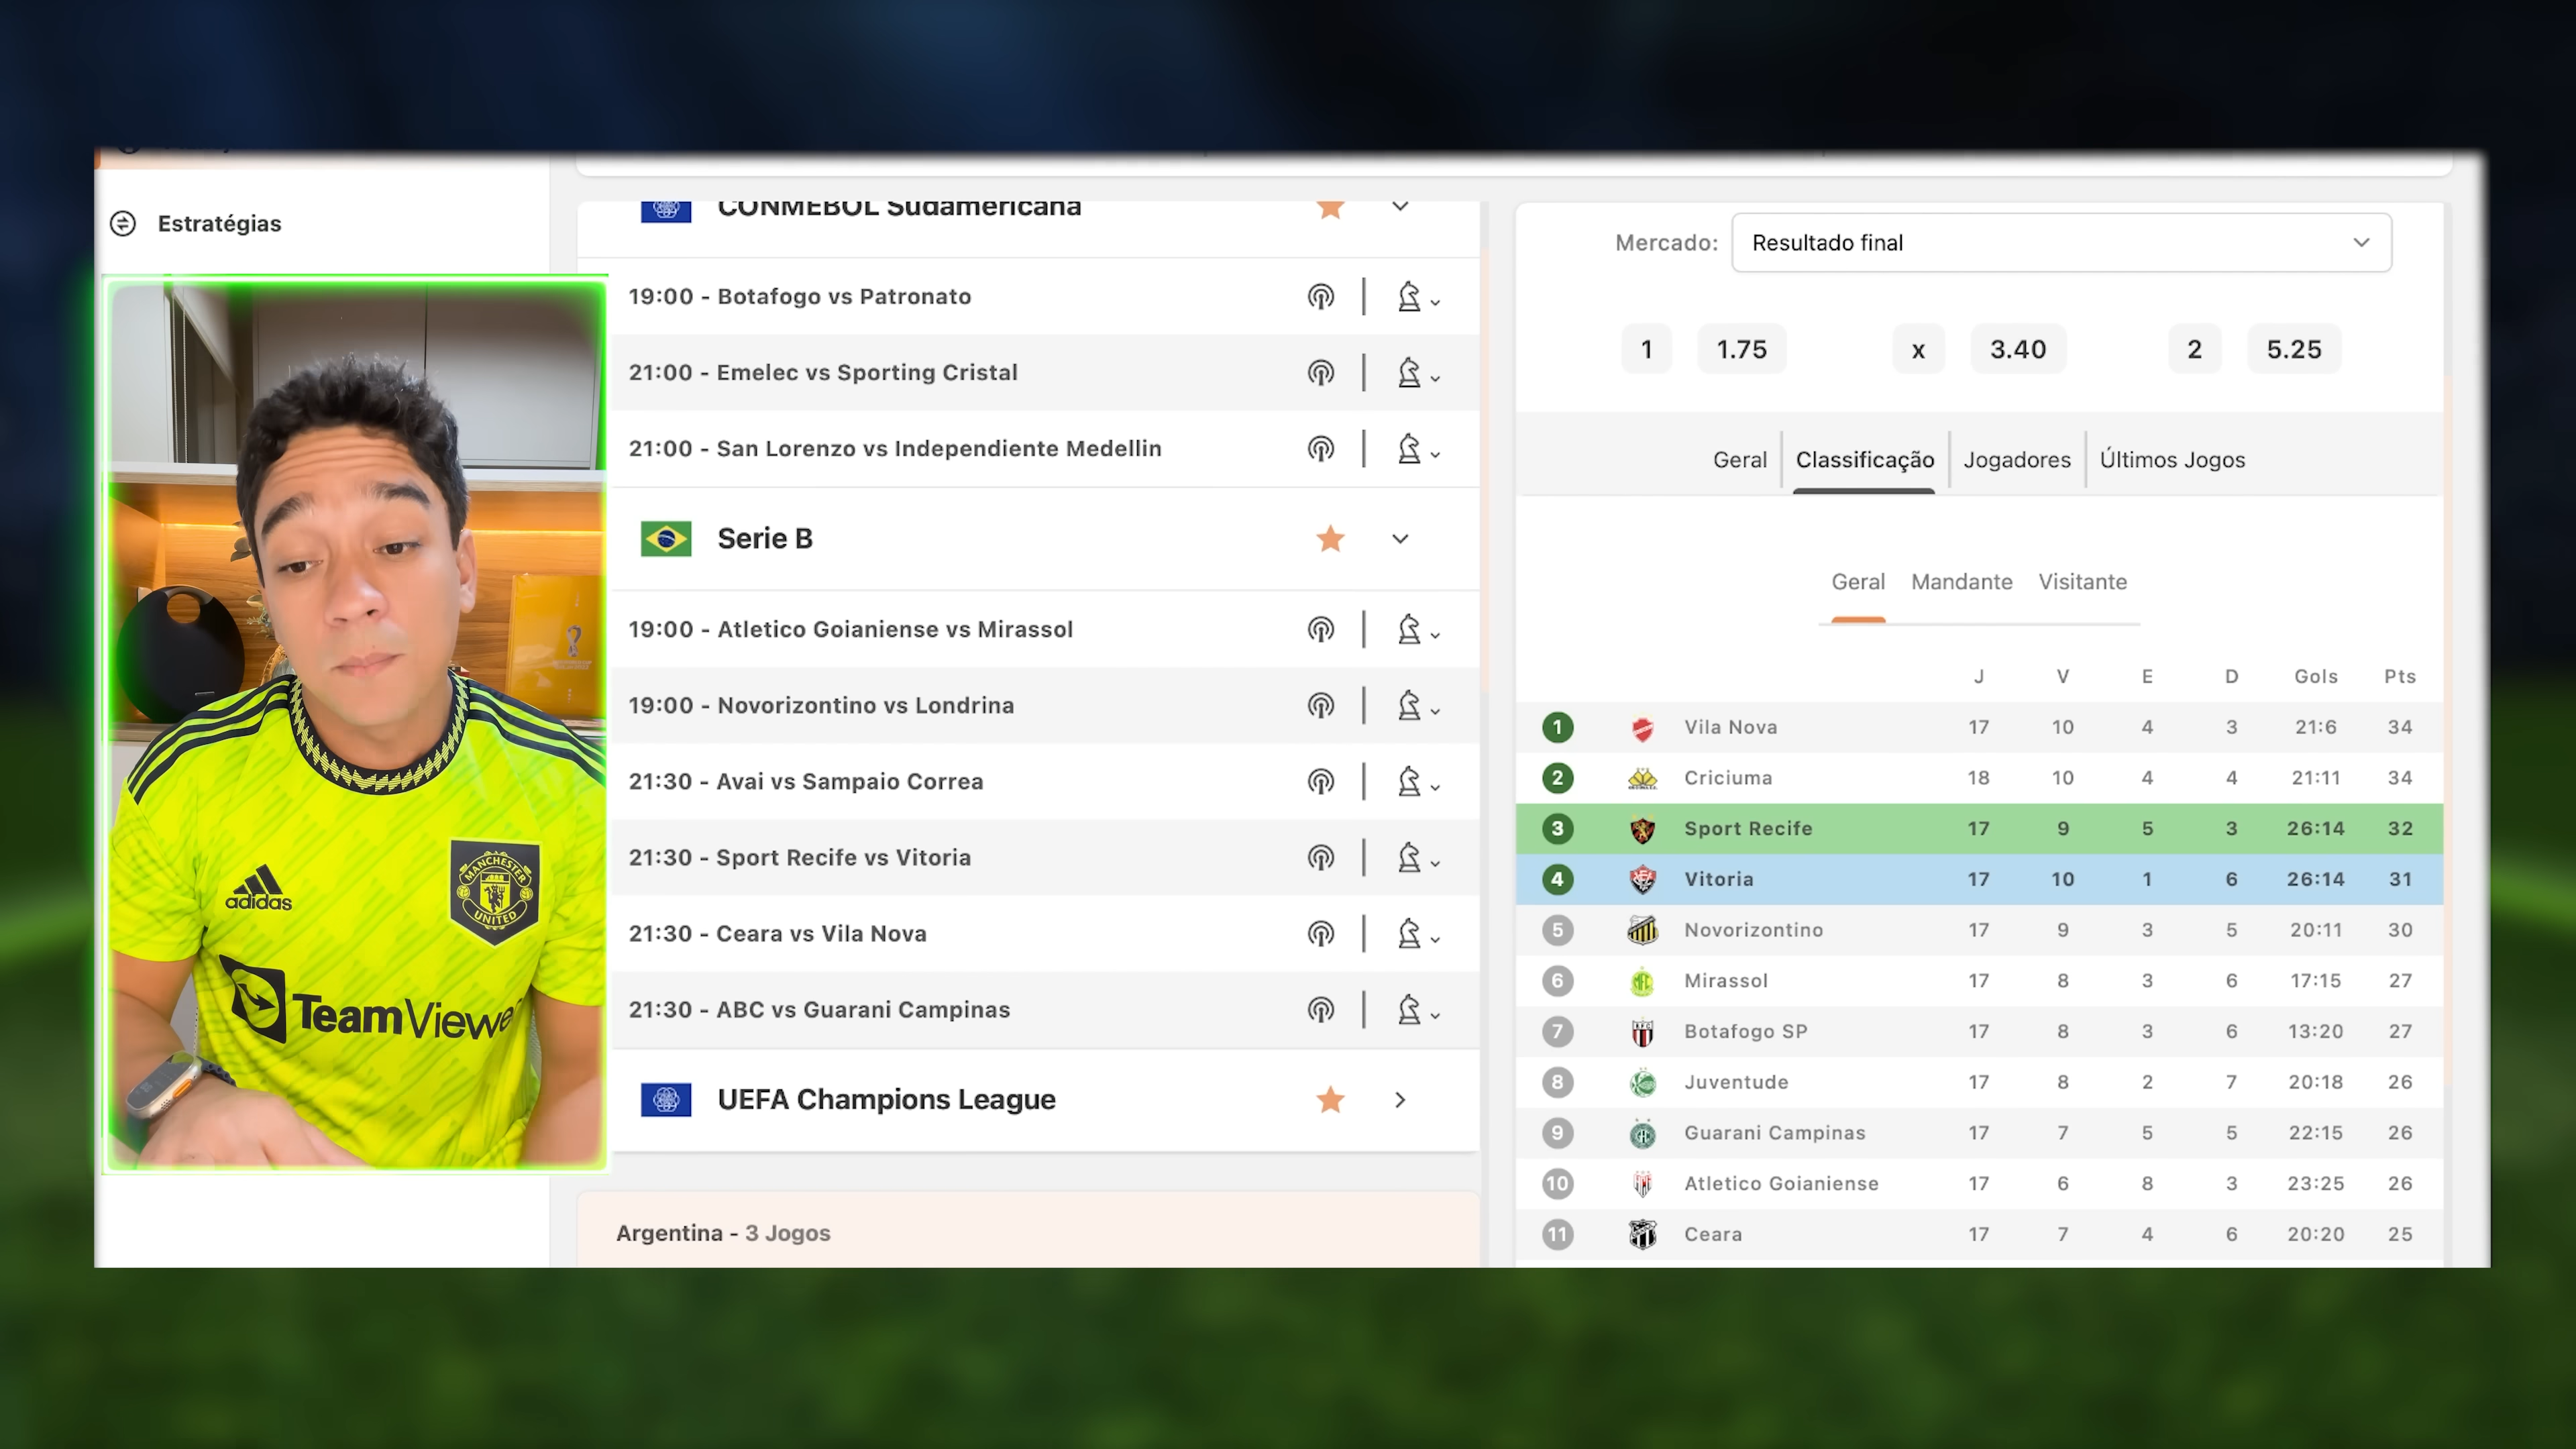 Estratégias
CONMEBOL Sudamericana
19:00 - Botafogo vs Patronato
21:00 - Emelec vs Sporting Cristal
21:00 - San Lorenzo vs Independiente Medellin
Serie B
19:00 - Atletico Goianiense vs Mirassol
19:00 - Novorizontino vs Londrina
21:30 - Avai vs Sampaio Correa
21:30 - Sport Recife vs Vitoria
21:30 - Ceara vs Vila Nova
21:30 - ABC vs Guarani Campinas
UEFA Champions League
Argentina - 3 Jogos
adidas
MANCHESTER
UNITED
TeamViewe
Mercado: Resultado final
1 1.75 x 3.40 2 5.25
Geral Classificação Jogadores Últimos Jogos
Geral Mandante Visitante
J V E D Gols Pts
1 Vila Nova 17 10 4 3 21:6 34
2 Criciuma 18 10 4 4 21:11 34
3 Sport Recife 17 9 5 3 26:14 32
4 Vitoria 17 10 1 6 26:14 31
5 Novorizontino 17 9 3 5 20:11 30
6 Mirassol 17 8 3 6 17:15 27
7 Botafogo SP 17 8 3 6 13:20 27
8 Juventude 17 8 2 7 20:18 26
9 Guarani Campinas 17 7 5 5 22:15 26
10 Atletico Goianiense 17 6 8 3 23:25 26
11 Ceara 17 7 4 6 20:20 25